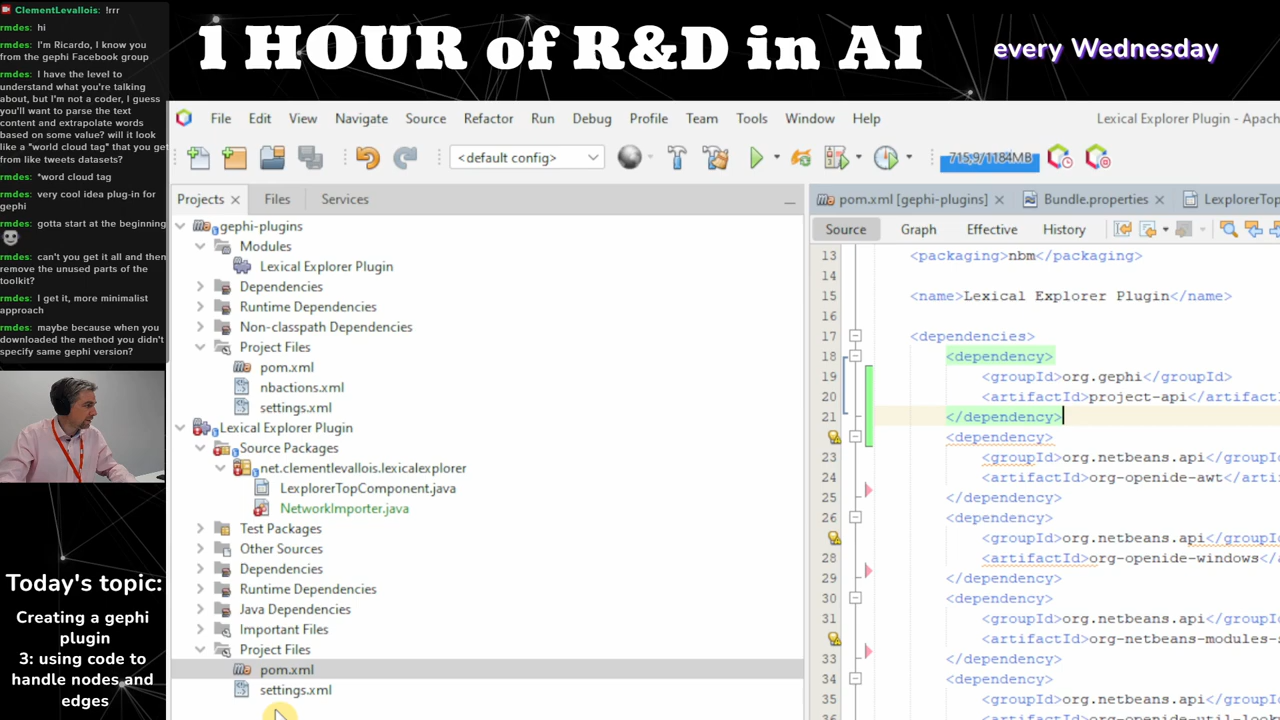 ClementLevallois: !rrr
rmdes: hi
rmdes: I'm Ricardo, I know you
from the gephi Facebook group
rmdes: I have the level to
understand what you're talking
about, but I'm not a coder, I guess
you'll want to parse the text
content and extrapolate words
based on some value? will it look
like a "world cloud tag" that you get
from like tweets datasets?
rmdes: *word cloud tag
rmdes: very cool idea plug-in for
gephi
rmdes: gotta start at the beginning
rmdes: can't you get it all and then
remove the unused parts of the
toolkit?
rmdes: I get it, more minimalist
approach
rmdes: maybe because when you
downloaded the method you didn't
specify same gephi version?
Today's topic:
Creating a gephi
plugin
3: using code to
handle nodes and
edges
1 HOUR of R&D in AI
every Wednesday
File Edit View Navigate Source Refactor Run Debug Profile Team Tools Window Help
Lexical Explorer Plugin - Apach
<default config>
715,9/1184MB
Projects Files Services
gephi-plugins
Modules
Lexical Explorer Plugin
Dependencies
Runtime Dependencies
Non-classpath Dependencies
Project Files
pom.xml
nbactions.xml
settings.xml
Lexical Explorer Plugin
Source Packages
net.clementlevallois.lexicalexplorer
LexplorerTopComponent.java
NetworkImporter.java
Test Packages
Other Sources
Dependencies
Runtime Dependencies
Java Dependencies
Important Files
Project Files
pom.xml
settings.xml
pom.xml [gephi-plugins] Bundle.properties LexplorerTop
Source Graph Effective History
13 <packaging>nbm</packaging>
14
15 <name>Lexical Explorer Plugin</name>
16
17 <dependencies>
18 <dependency>
19 <groupId>org.gephi</groupId>
20 <artifactId>project-api</artifactI
21 </dependency>
<dependency>
23 <groupId>org.netbeans.api</groupId
24 <artifactId>org-openide-awt</artif
25 </dependency>
26 <dependency>
<groupId>org.netbeans.api</groupId
28 <artifactId>org-openide-windows</a
29 </dependency>
30 <dependency>
31 <groupId>org.netbeans.api</groupId
<artifactId>org-netbeans-modules-s
33 </dependency>
34 <dependency>
35 <groupId>org.netbeans.api</groupId
36 <artifactId>org-openide-util-look